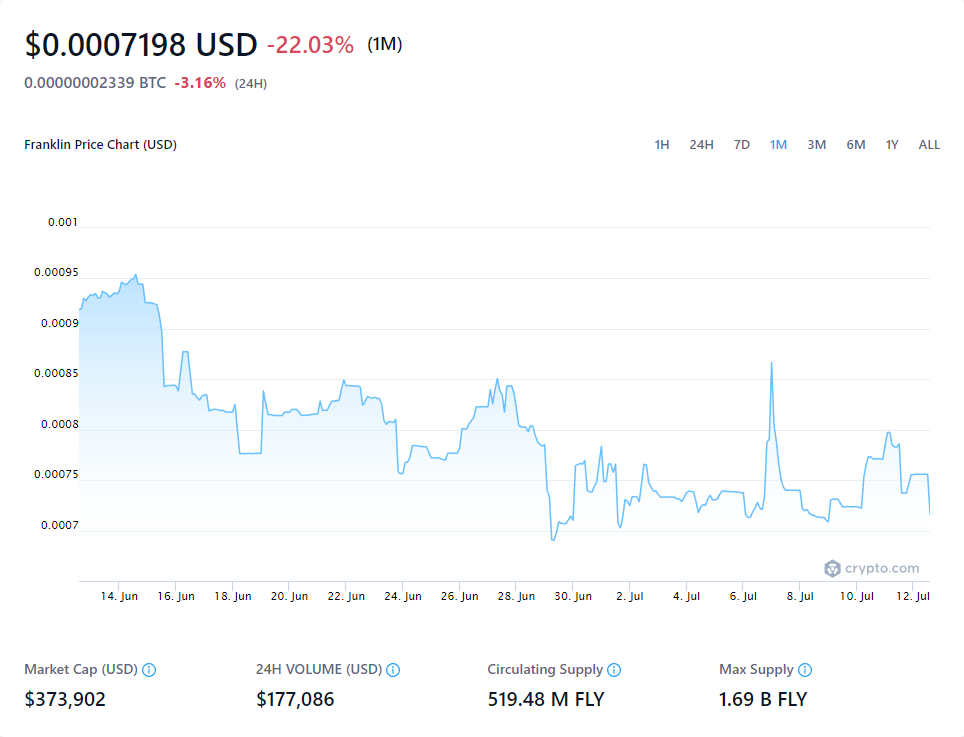 $0.0007198 USD -22.03% (1M)
0.00000002339 BTC -3.16% (24H)
Franklin Price Chart (USD) 1H 24H 7D 1M 3M 6M 1Y ALL
0.001
0.00095
0.0009
0.00085
0.0008
0.00075
0.0007
crypto.com
14. Jun 16. Jun 18. Jun 20. Jun 22. Jun 24. Jun 26. Jun 28. Jun 30. Jun 2. Jul 4. Jul 6. Jul 8. Jul 10. Jul 12. Jul
Market Cap (USD) 24H VOLUME (USD) Circulating Supply Max Supply
$373,902 $177,086 519.48 M FLY 1.69 B FLY